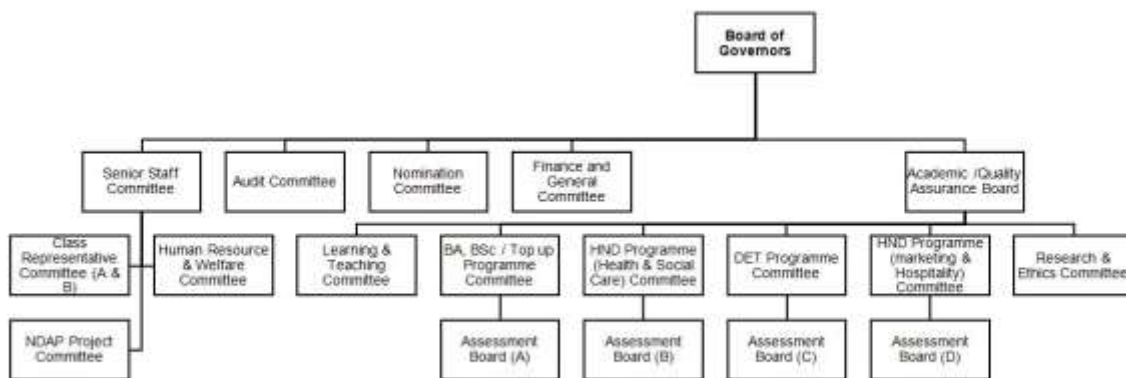 Board of
Governors
Senior Staff
Committee
Audit Committee
Nomination
Committee
Finance and
General
Committee
Academic /Quality
Assurance Board
Class
Representative
Committee (A &
B)
Human Resource
& Welfare
Committee
Learning &
Teaching
Committee
BA, BSc / Top up
Programme
Committee
HND Programme
(Health & Social
Care) Committee
DET Programme
Committee
HND Programme
(marketing &
Hospitality)
Committee
Research &
Ethics Committee
NDAP Project
Committee
Assessment
Board (A)
Assessment
Board (B)
Assessment
Board (C)
Assessment
Board (D)